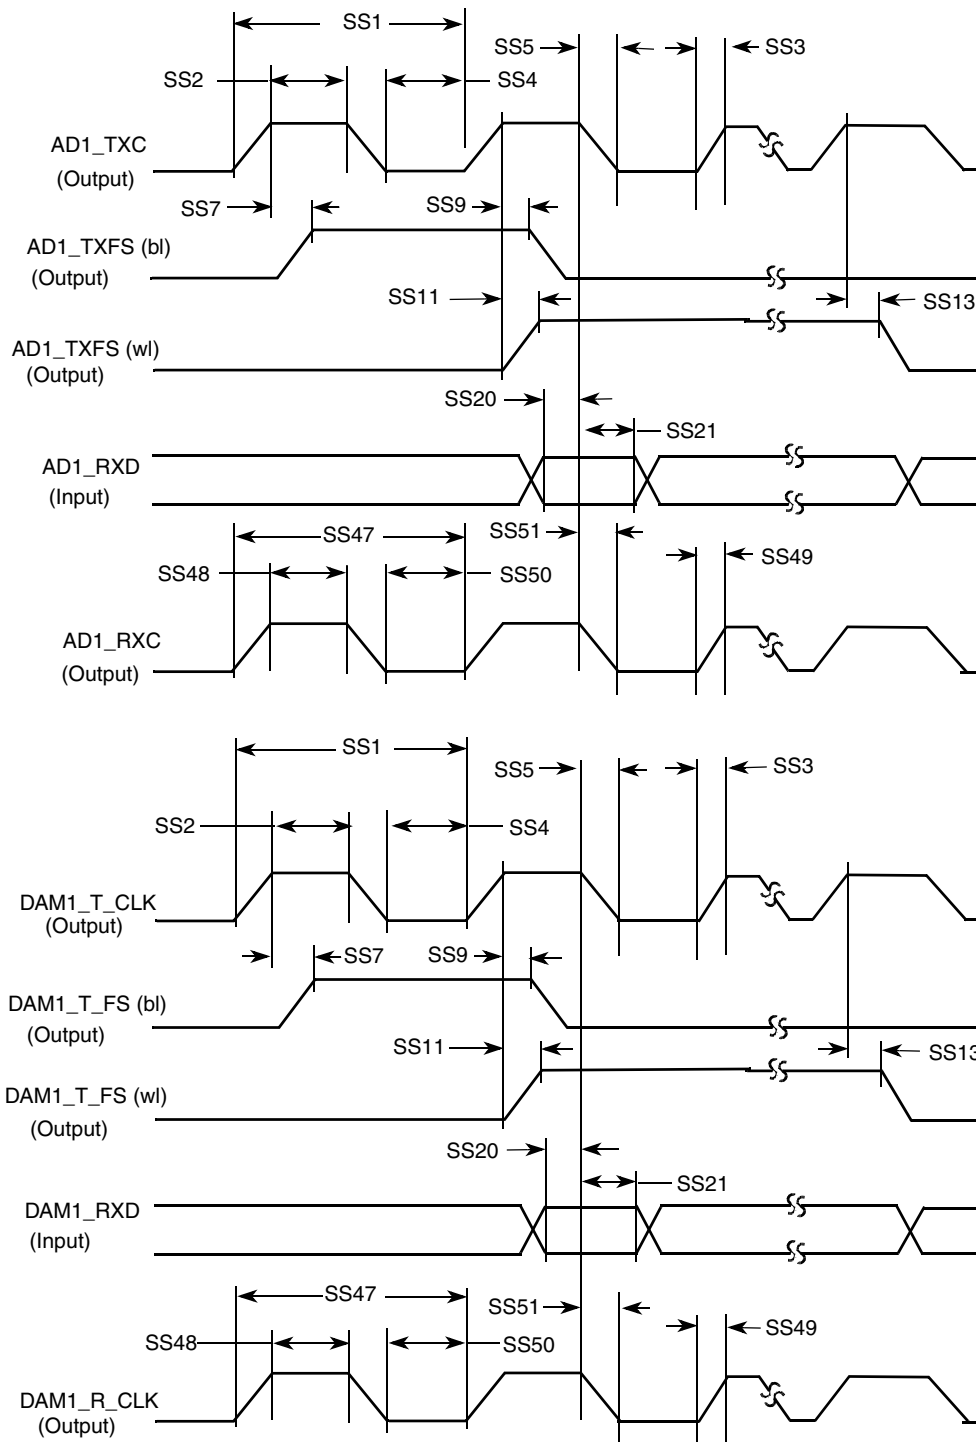 SS1
SS5
SS3
SS2
SS4
AD1_TXC
(Output)
SS7
SS9
AD1_TXFS (bl)
(Output)
SS11
SS13
AD1_TXFS (wl)
(Output)
SS20
SS21
AD1_RXD
(Input)
SS47
SS51
SS49
SS48
SS50
AD1_RXC
(Output)
SS1
SS5
SS3
SS2
SS4
DAM1_T_CLK
(Output)
SS7
SS9
DAM1_T_FS (bl)
(Output)
SS11
SS13
DAM1_T_FS (wl)
(Output)
SS20
SS21
DAM1_RXD
(Input)
SS47
SS51
SS49
SS48
SS50
DAM1_R_CLK
(Output)